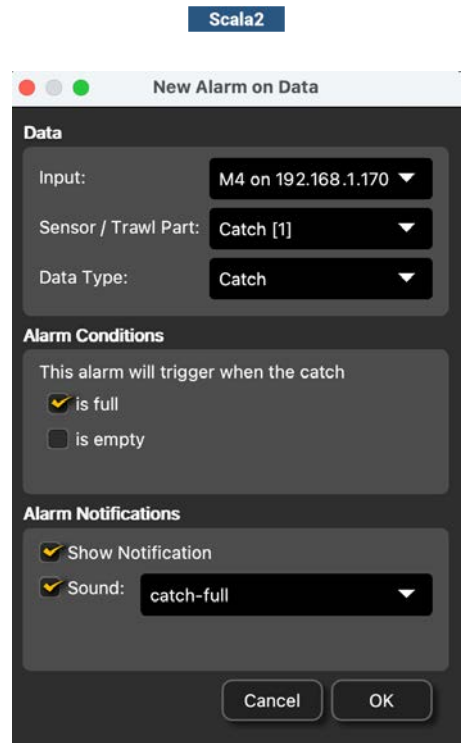 Scala2
New Alarm on Data
Data
Input: M4 on 192.168.1.170
Sensor / Trawl Part: Catch [1]
Data Type: Catch
Alarm Conditions
This alarm will trigger when the catch
is full
is empty
Alarm Notifications
Show Notification
Sound: catch-full
Cancel OK